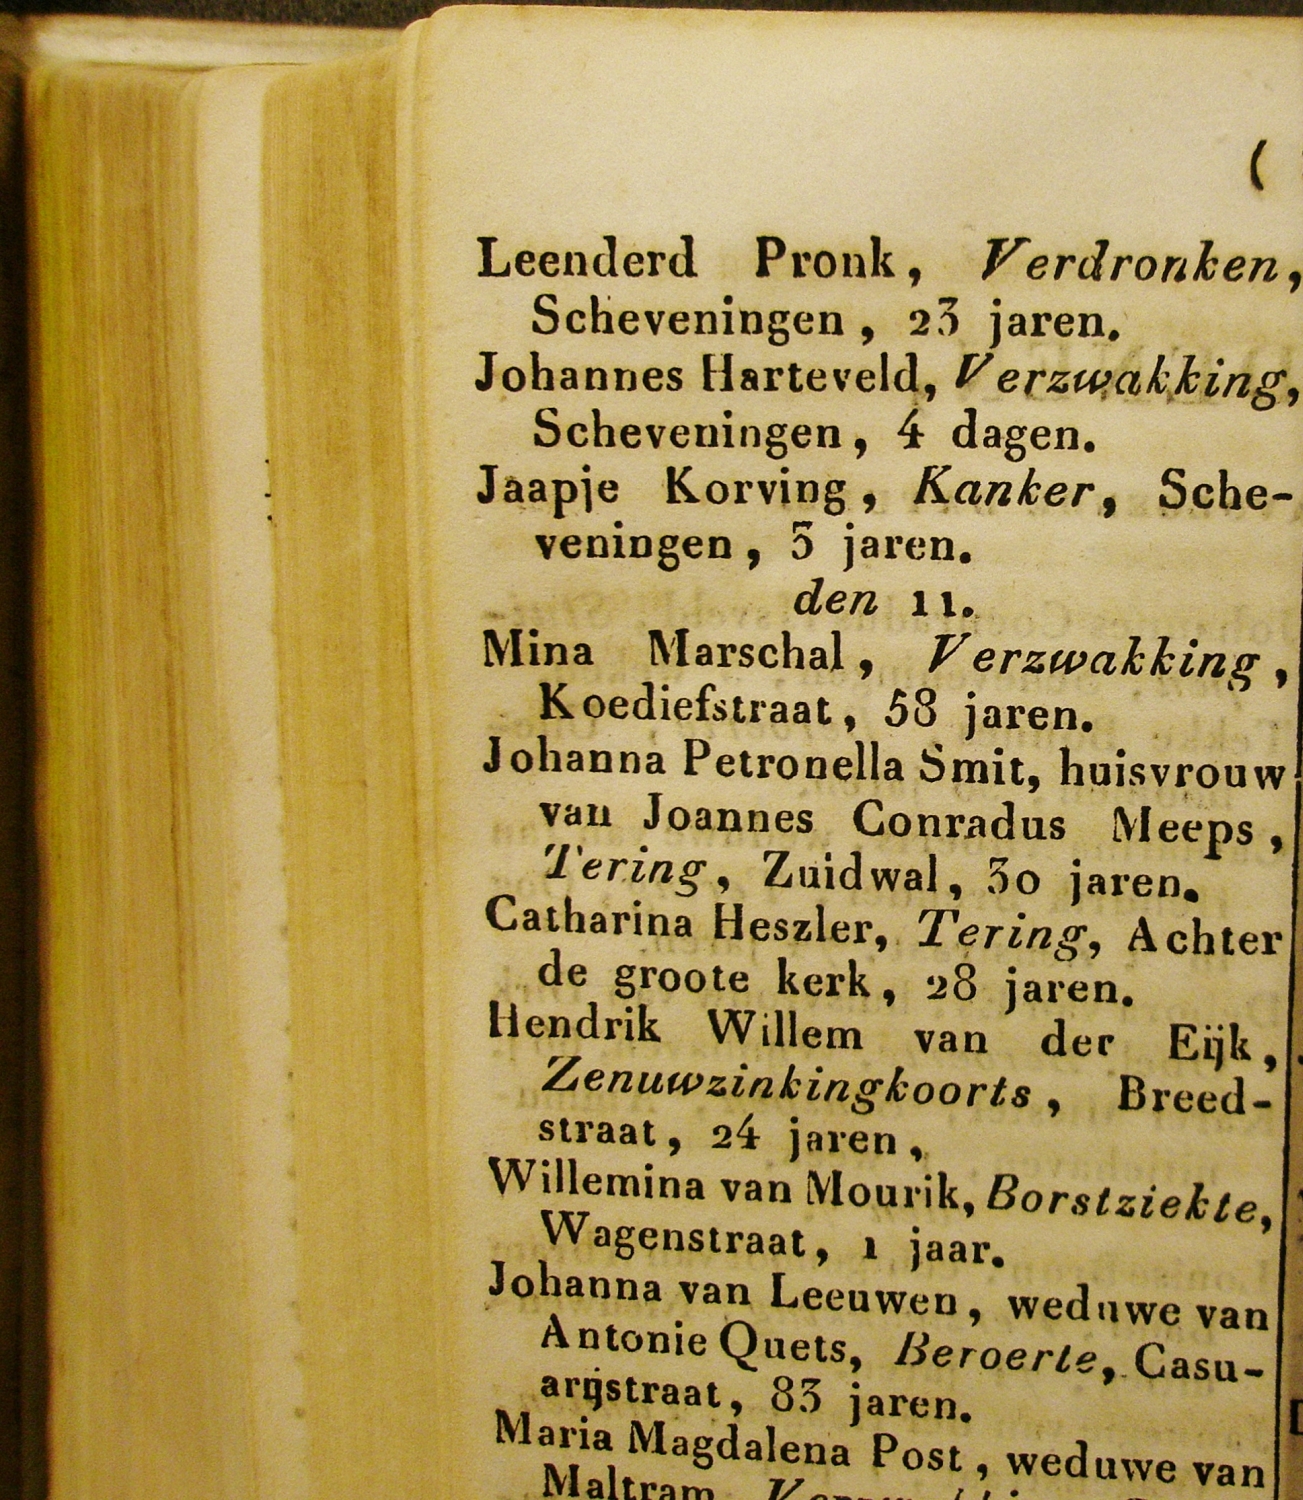 (
Leenderd Pronk, Verdronken,
Scheveningen, 23 jaren.
Johannes Harteveld, Verzwakking,
Scheveningen, 4 dagen.
Jaapje Korving, Kanker, Sche-
veningen, 3 jaren.
den 11.
Mina Marschal, Verzwakking,
Koediefstraat, 58 jaren.
Johanna Petronella Smit, huisvrouw
van Joannes Conradus Meeps,
Tering, Zuidwal, 30 jaren.
Catharina Heszler, Tering, Achter
de groote kerk, 28 jaren.
Hendrik Willem van der Eijk,
Zenuwzinkingkoorts, Breed-
straat, 24 jaren,
Willemina van Mourik, Borstziekte,
Wagenstraat, 1 jaar.
Johanna van Leeuwen, weduwe van
Antonie Quets, Beroerte, Casu-
arijstraat, 83 jaren.
Maria Magdalena Post, weduwe van
Maltram